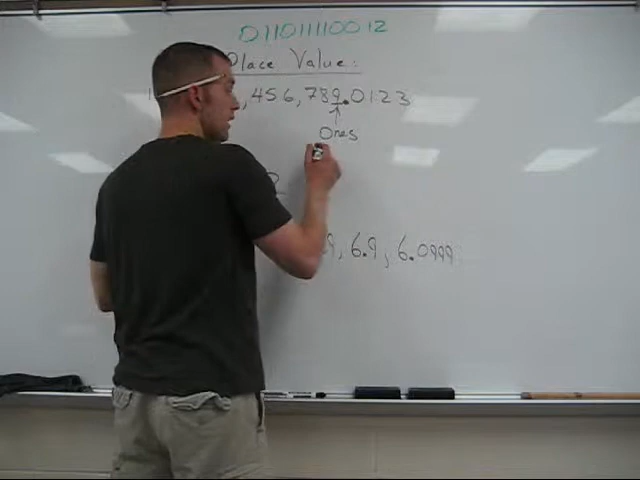 0110111100 12
Place Value:
,456,789.0123
Ones
, 6.9, 6.0999